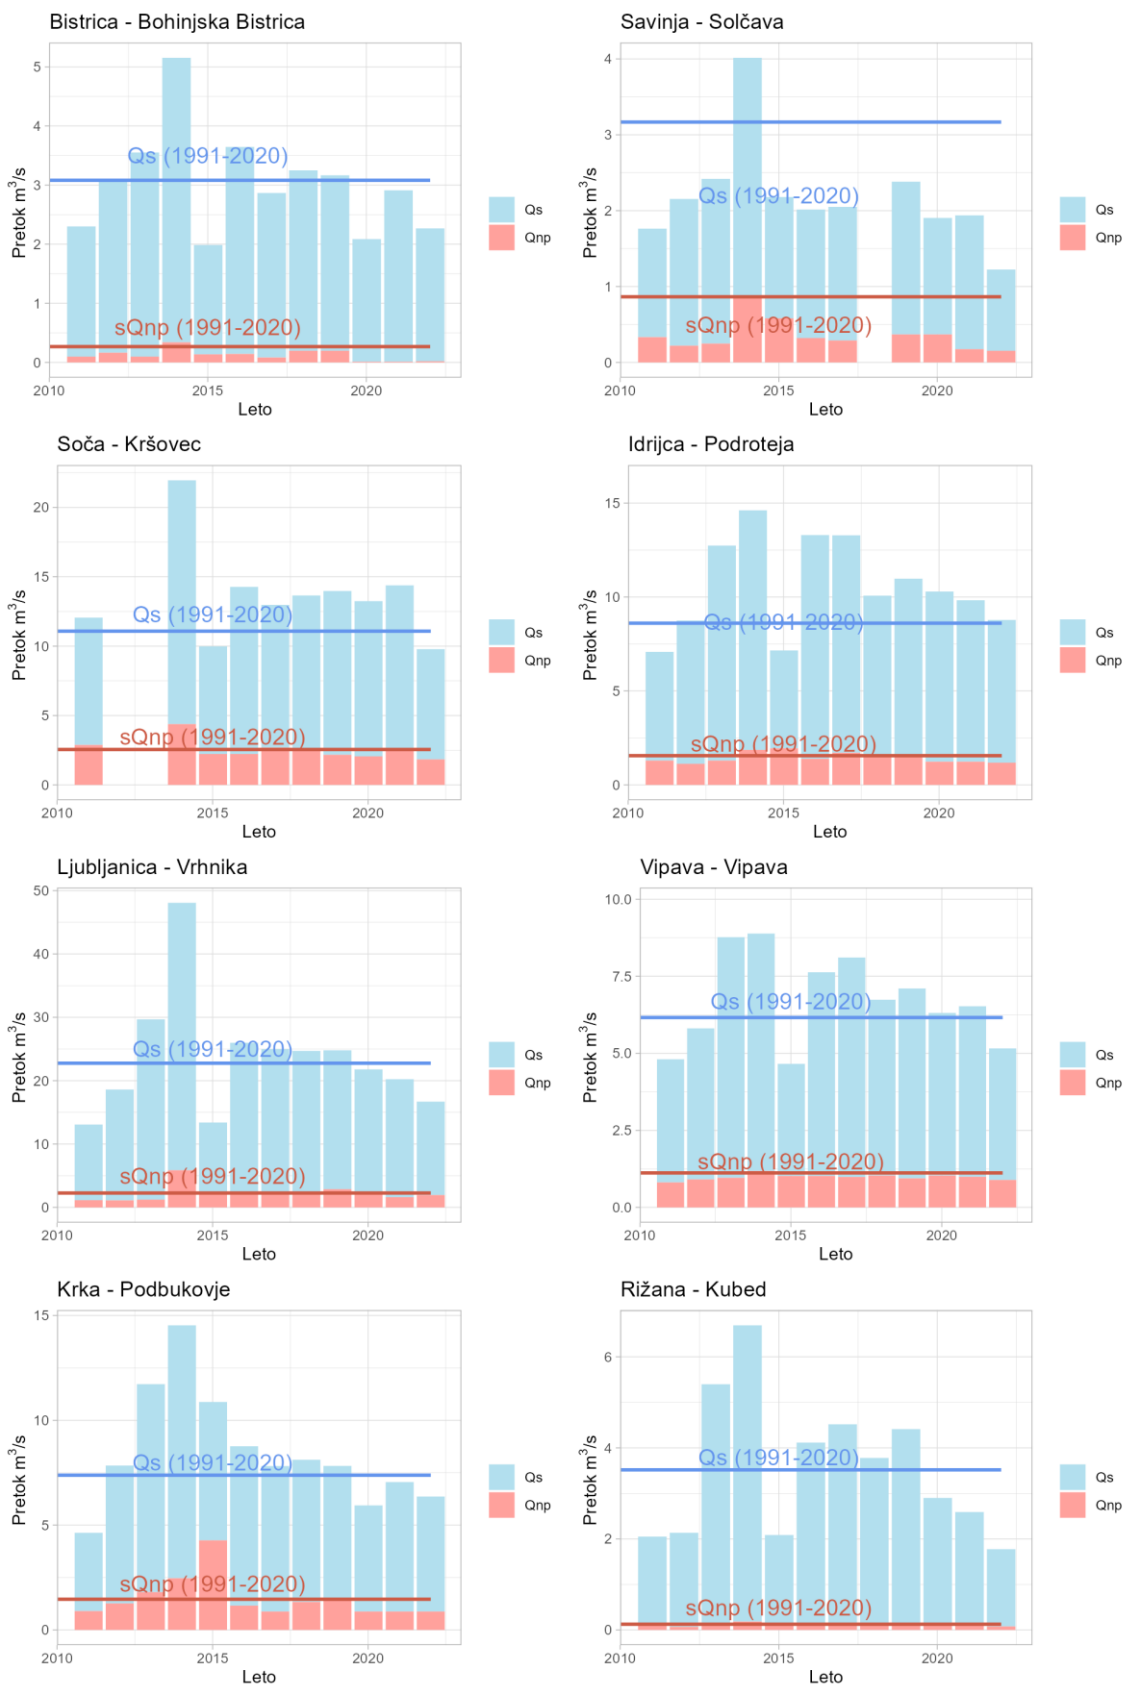 Bistrica - Bohinjska Bistrica
Pretok m³/s
5
4
3
2
1
0
Qs (1991-2020)
sQnp (1991-2020)
2010
2015
2020
Leto
Qs
Qnp
Savinja - Solčava
Pretok m³/s
4
3
2
1
0
Qs (1991-2020)
sQnp (1991-2020)
2010
2015
2020
Leto
Qs
Qnp
Soča - Kršovec
Pretok m³/s
20
15
10
5
0
Qs (1991-2020)
sQnp (1991-2020)
2010
2015
2020
Leto
Qs
Qnp
Idrijca - Podroteja
Pretok m³/s
15
10
5
0
Qs (1991-2020)
sQnp (1991-2020)
2010
2015
2020
Leto
Qs
Qnp
Ljubljanica - Vrhnika
Pretok m³/s
50
40
30
20
10
0
Qs (1991-2020)
sQnp (1991-2020)
2010
2015
2020
Leto
Qs
Qnp
Vipava - Vipava
Pretok m³/s
10.0
7.5
5.0
2.5
0.0
Qs (1991-2020)
sQnp (1991-2020)
2010
2015
2020
Leto
Qs
Qnp
Krka - Podbukovje
Pretok m³/s
15
10
5
0
Qs (1991-2020)
sQnp (1991-2020)
2010
2015
2020
Leto
Qs
Qnp
Rižana - Kubed
Pretok m³/s
6
4
2
0
Qs (1991-2020)
sQnp (1991-2020)
2010
2015
2020
Leto
Qs
Qnp